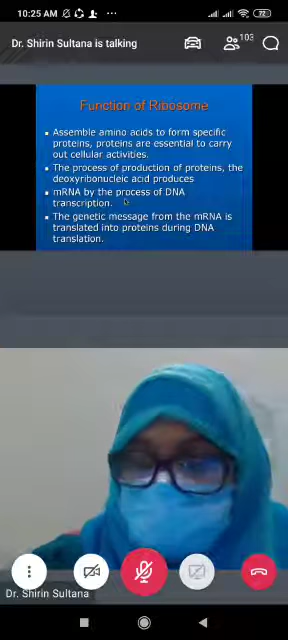 10:25 AM
72
Dr. Shirin Sultana is talking
103
Function of Ribosome
Assemble amino acids to form specific
proteins, proteins are essential to carry
out cellular activities.
The process of production of proteins, the
deoxyribonucleic acid produces
mRNA by the process of DNA
transcription.
The genetic message from the mRNA is
translated into proteins during DNA
translation.
Dr. Shirin Sultana